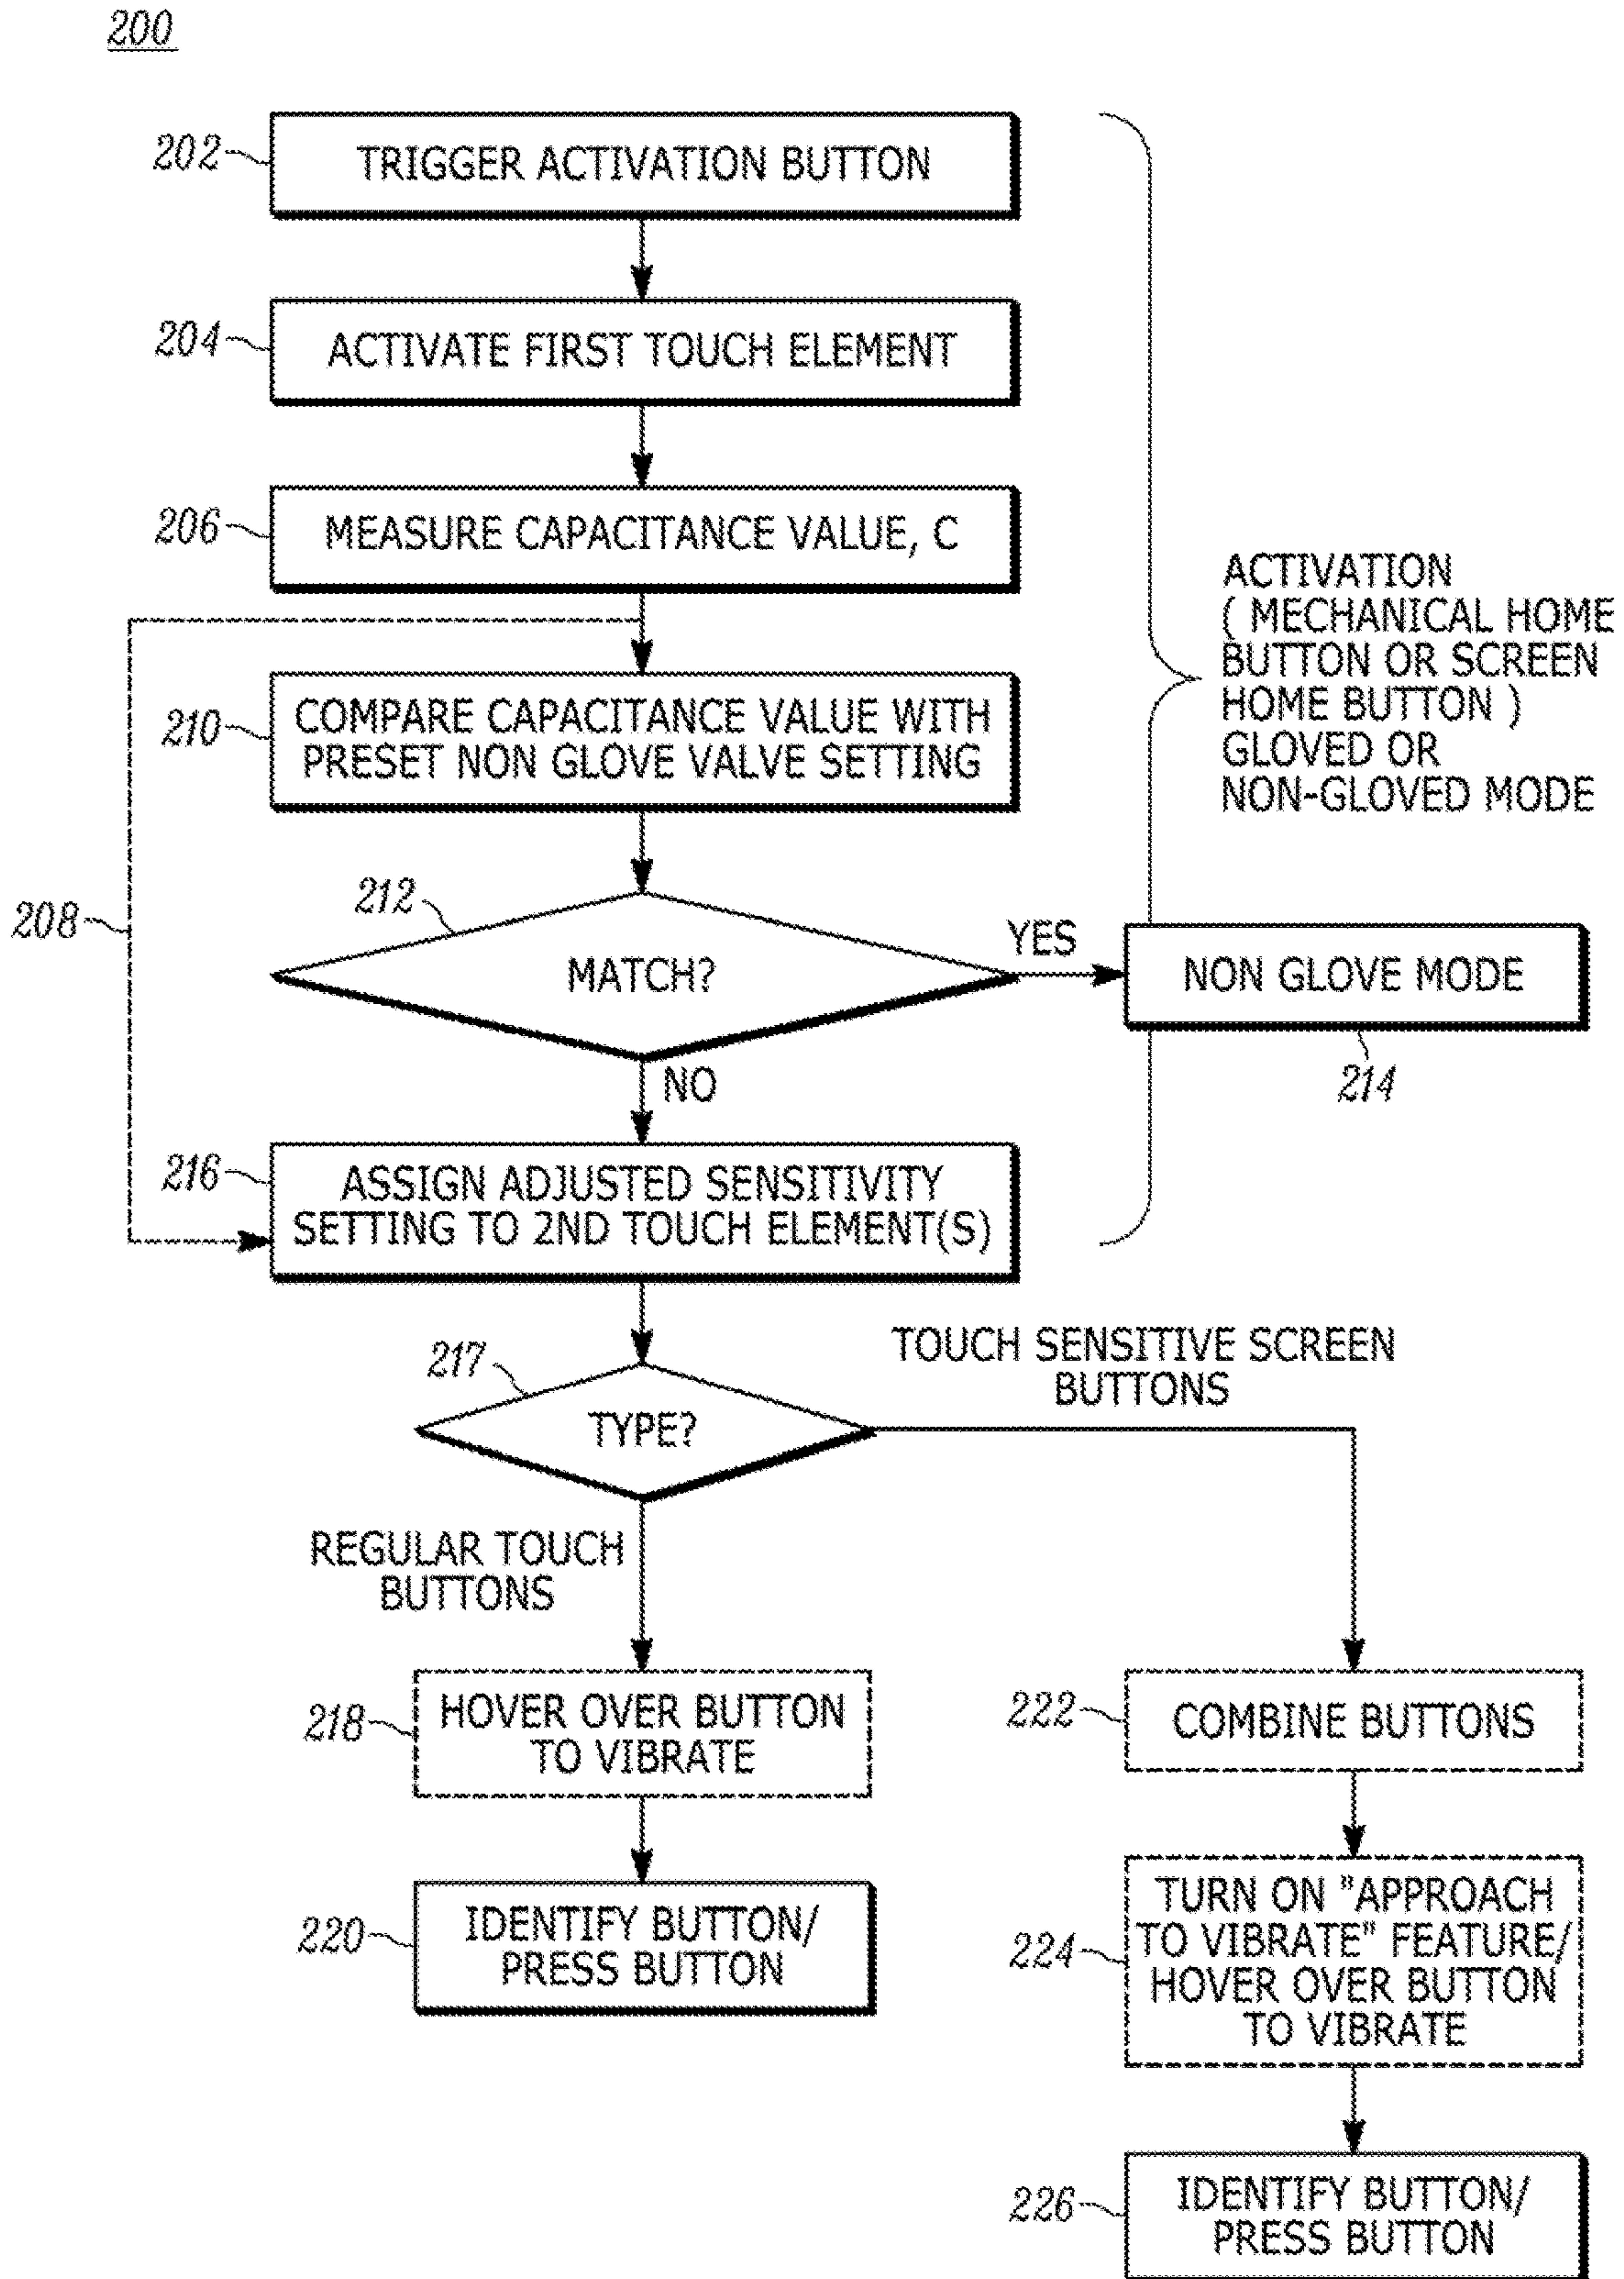 200
202
TRIGGER ACTIVATION BUTTON
204
ACTIVATE FIRST TOUCH ELEMENT
206
MEASURE CAPACITANCE VALUE, C
ACTIVATION
( MECHANICAL HOME
BUTTON OR SCREEN
HOME BUTTON )
GLOVED OR
NON-GLOVED MODE
210
COMPARE CAPACITANCE VALUE WITH
PRESET NON GLOVE VALVE SETTING
208
212
MATCH?
YES
NON GLOVE MODE
214
NO
216
ASSIGN ADJUSTED SENSITIVITY
SETTING TO 2ND TOUCH ELEMENT(S)
217
TYPE?
TOUCH SENSITIVE SCREEN
BUTTONS
REGULAR TOUCH
BUTTONS
218
HOVER OVER BUTTON
TO VIBRATE
222
COMBINE BUTTONS
220
IDENTIFY BUTTON/
PRESS BUTTON
224
TURN ON "APPROACH
TO VIBRATE" FEATURE/
HOVER OVER BUTTON
TO VIBRATE
226
IDENTIFY BUTTON/
PRESS BUTTON